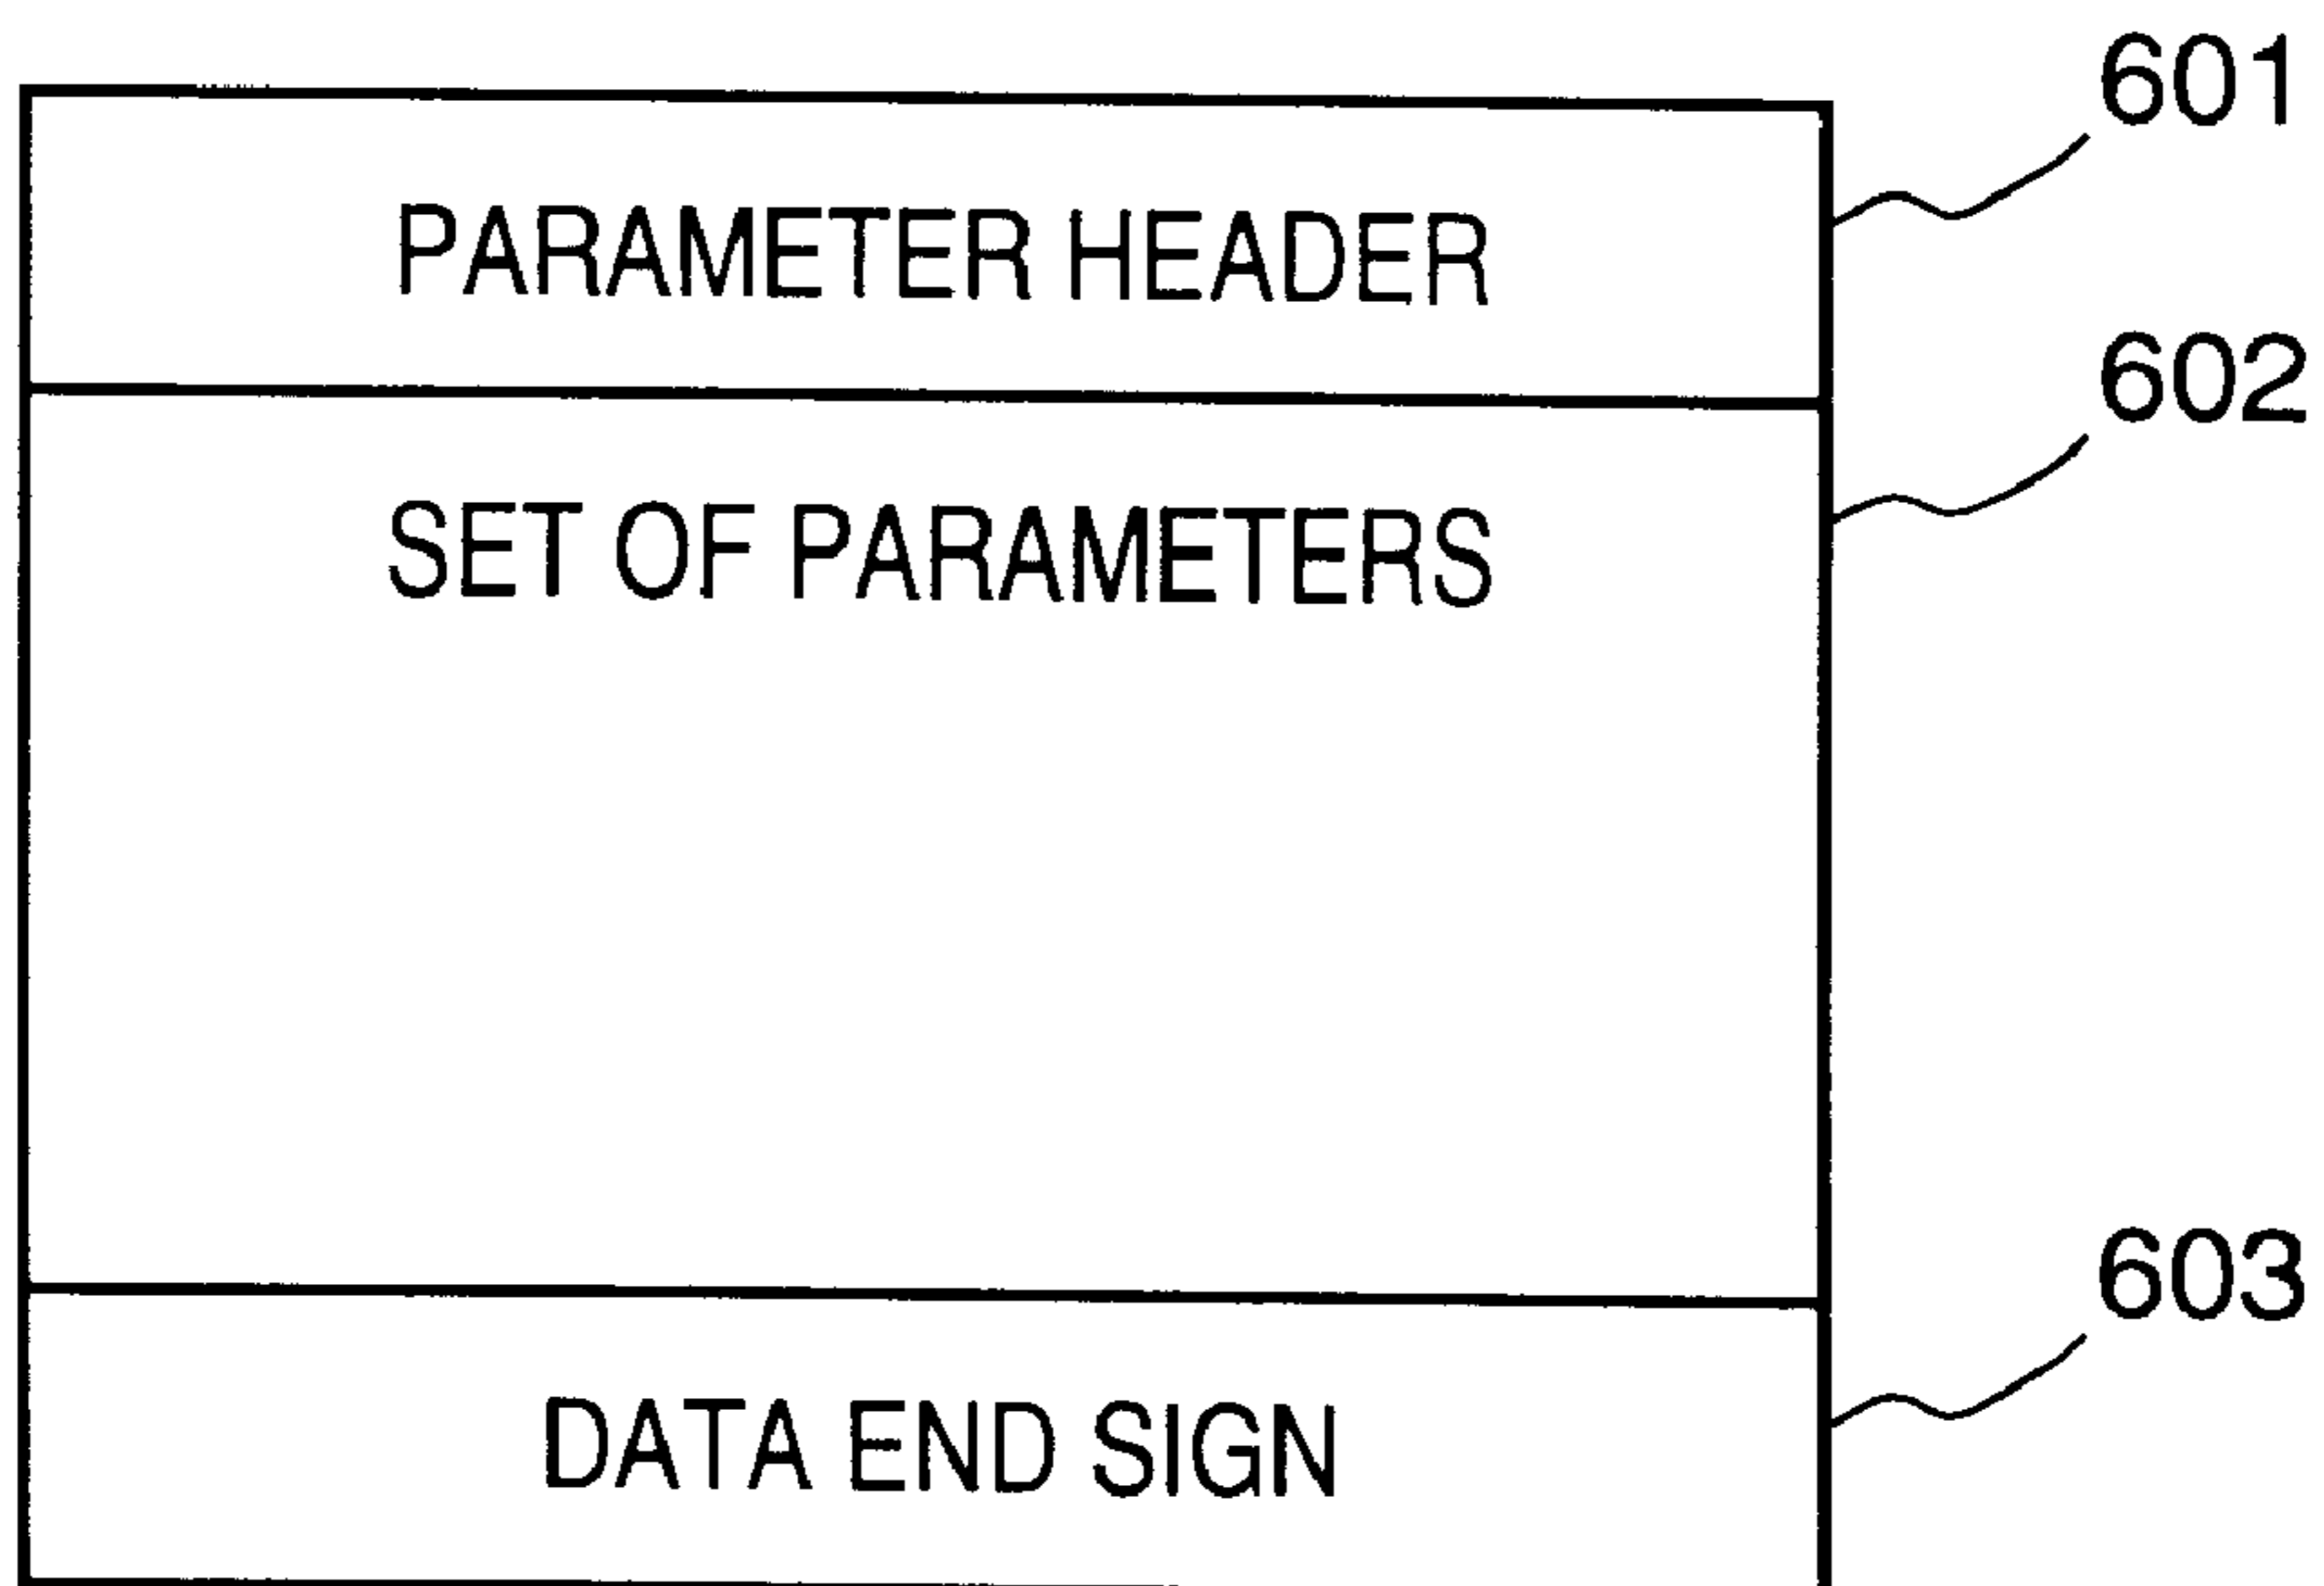 601
PARAMETER HEADER
602
SET OF PARAMETERS
603
DATA END SIGN